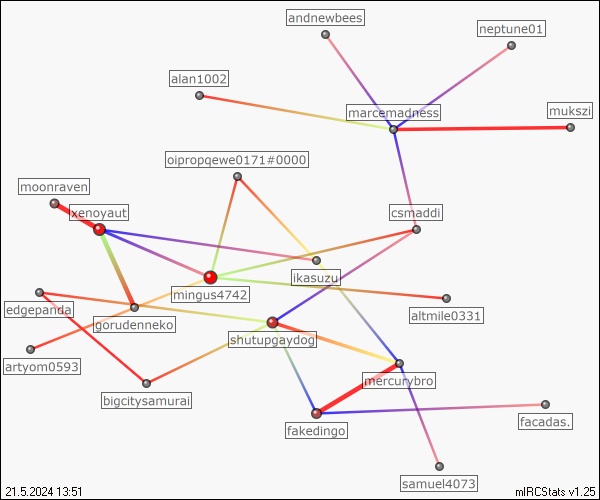 andnewbees
neptune01
alan1002
marcemadness
mukszi
oipropqewe0171#0000
moonraven
xenoyaut
csmaddi
ikasuzu
mingus4742
edgepanda
gorudenneko
altmile0331
shutupgaydog
artyom0593
mercurybro
bigcitysamurai
fakedingo
facadas.
samuel4073
21.5.2024 13:51
mIRCStats v1.25